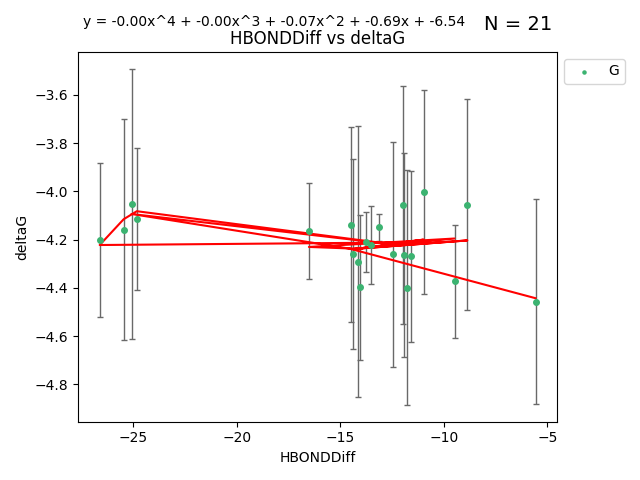 y = -0.00x^4 + -0.00x^3 + -0.07x^2 + -0.69x + -6.54 N = 21
HBONDDiff vs deltaG
G
−3.6
−3.8
−4.0
−4.2
−4.4
−4.6
−4.8
deltaG
−25 −20 −15 −10 −5
HBONDDiff